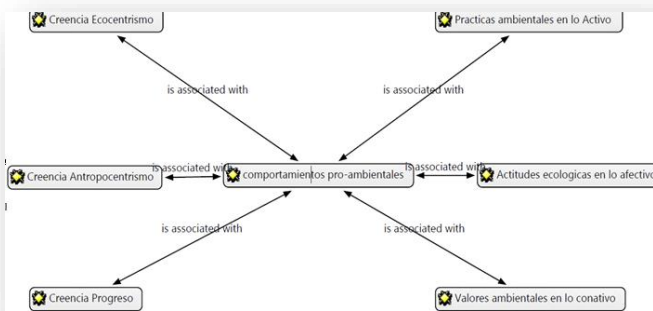 Creencia Ecocentrismo
Practicas ambientales en lo Activo
is associated with
is associated with
Creencia Antropocentrismo
is associated with
comportamientos pro-ambientales
is associated with
Actitudes ecologicas en lo afectivo
is associated with
is associated with
Creencia Progreso
Valores ambientales en lo conativo